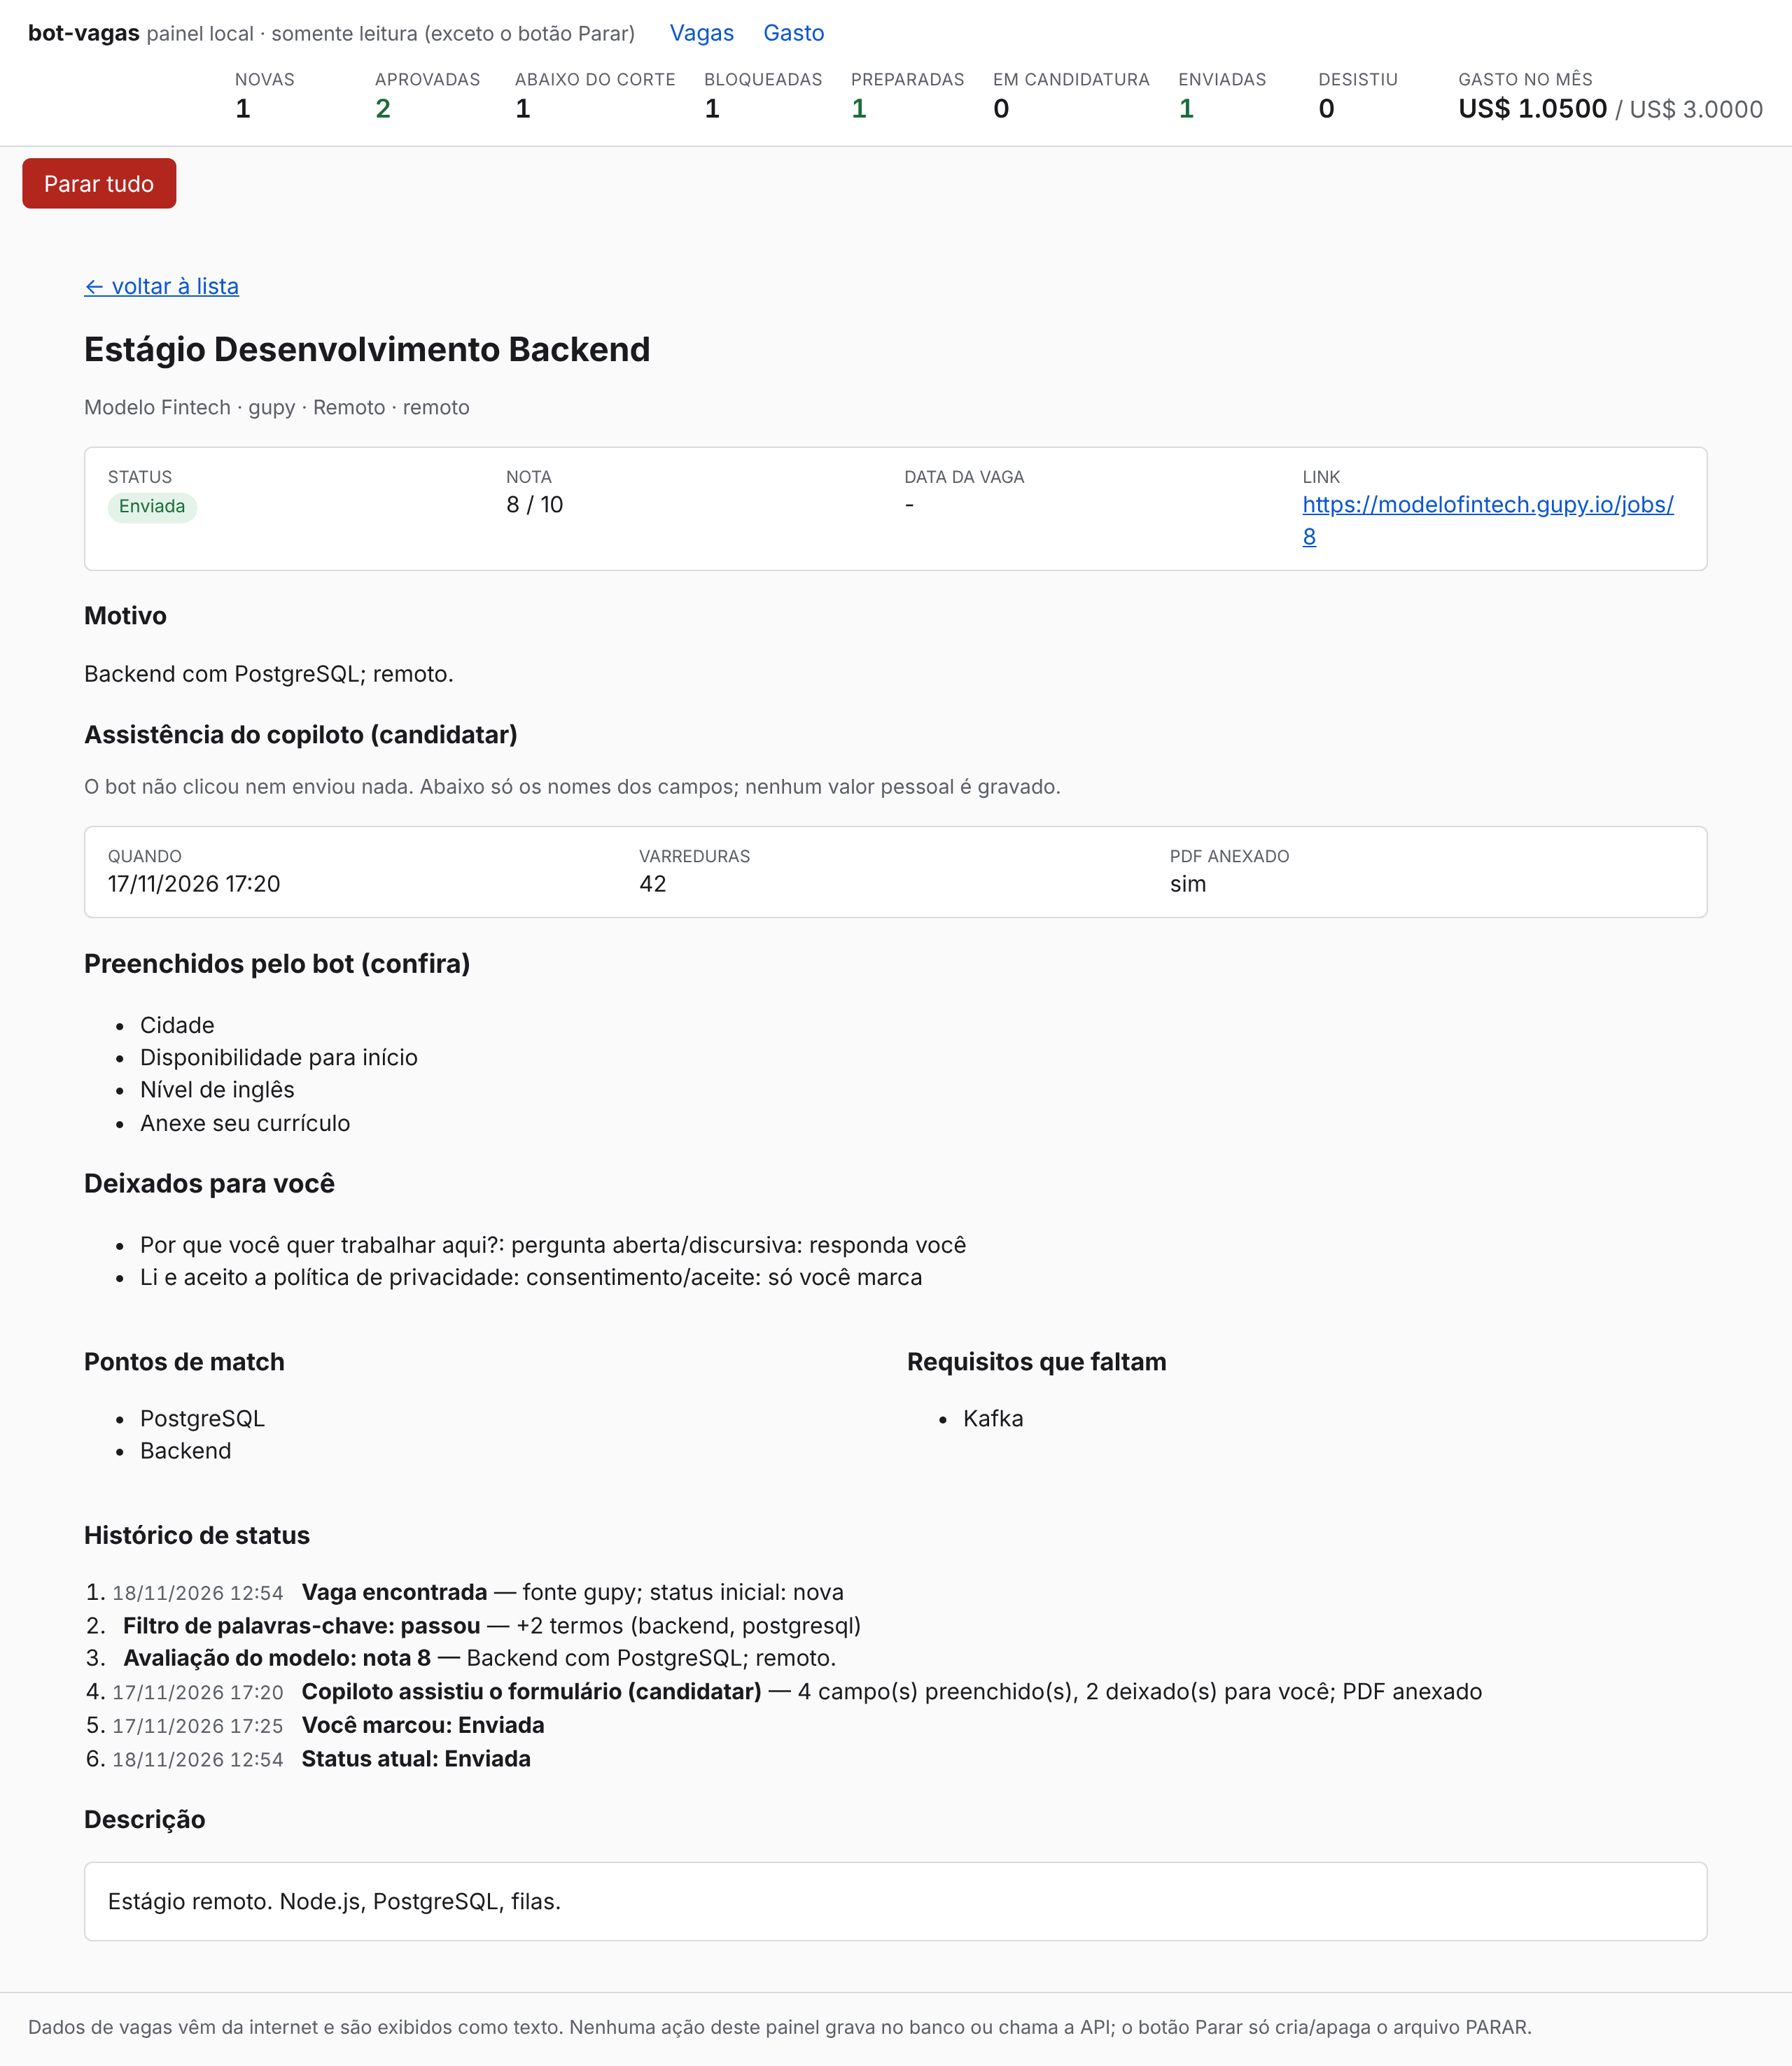 bot-vagas painel local · somente leitura (exceto o botão Parar) Vagas Gasto
NOVAS APROVADAS ABAIXO DO CORTE BLOQUEADAS PREPARADAS EM CANDIDATURA ENVIADAS DESISTIU GASTO NO MÊS
1 2 1 1 1 0 1 0 US$ 1.0500 / US$ 3.0000
Parar tudo
← voltar à lista
Estágio Desenvolvimento Backend
Modelo Fintech · gupy · Remoto · remoto
STATUS NOTA DATA DA VAGA LINK
Enviada 8 / 10 - https://modelofintech.gupy.io/jobs/
8
Motivo
Backend com PostgreSQL; remoto.
Assistência do copiloto (candidatar)
O bot não clicou nem enviou nada. Abaixo só os nomes dos campos; nenhum valor pessoal é gravado.
QUANDO VARREDURAS PDF ANEXADO
17/11/2026 17:20 42 sim
Preenchidos pelo bot (confira)
• Cidade
• Disponibilidade para início
• Nível de inglês
• Anexe seu currículo
Deixados para você
• Por que você quer trabalhar aqui?: pergunta aberta/discursiva: responda você
• Li e aceito a política de privacidade: consentimento/aceite: só você marca
Pontos de match Requisitos que faltam
• PostgreSQL • Kafka
• Backend
Histórico de status
1. 18/11/2026 12:54 Vaga encontrada — fonte gupy; status inicial: nova
2. Filtro de palavras-chave: passou — +2 termos (backend, postgresql)
3. Avaliação do modelo: nota 8 — Backend com PostgreSQL; remoto.
4. 17/11/2026 17:20 Copiloto assistiu o formulário (candidatar) — 4 campo(s) preenchido(s), 2 deixado(s) para você; PDF anexado
5. 17/11/2026 17:25 Você marcou: Enviada
6. 18/11/2026 12:54 Status atual: Enviada
Descrição
Estágio remoto. Node.js, PostgreSQL, filas.
Dados de vagas vêm da internet e são exibidos como texto. Nenhuma ação deste painel grava no banco ou chama a API; o botão Parar só cria/apaga o arquivo PARAR.